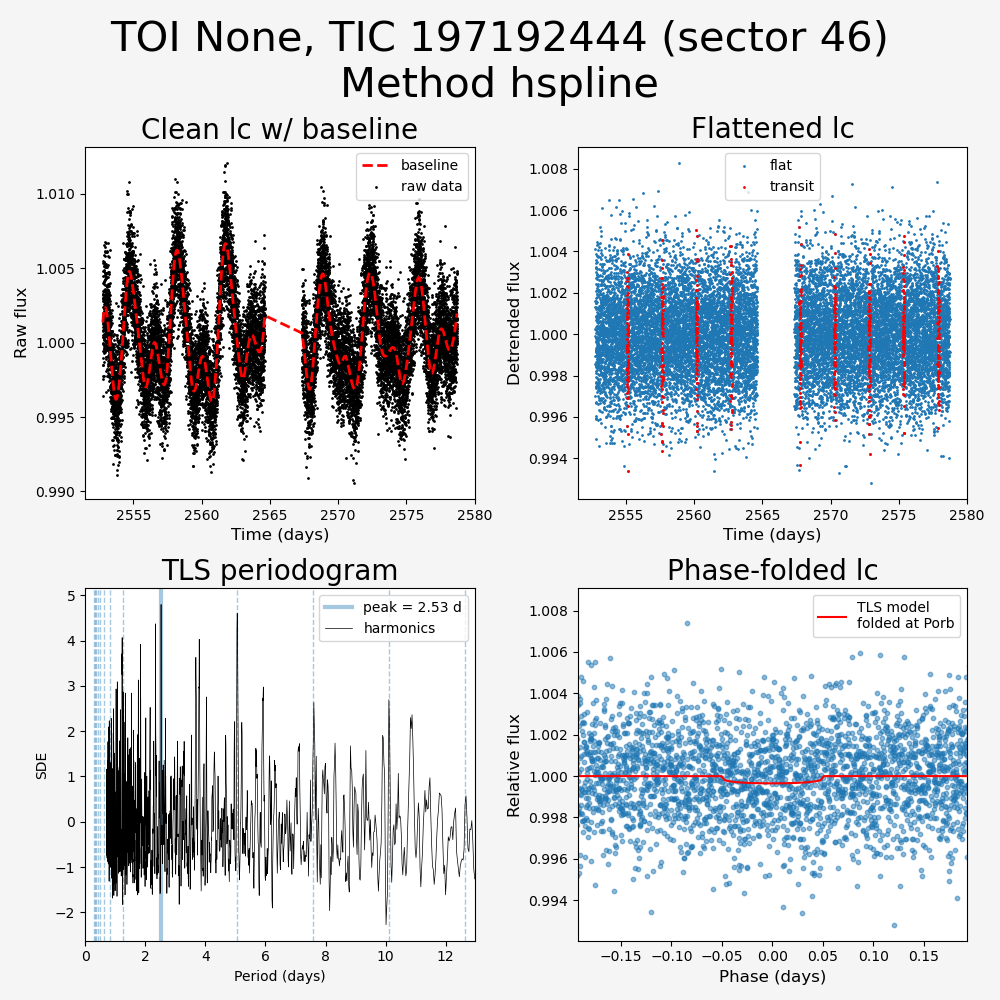 TOI None, TIC 197192444 (sector 46)
Method hspline
Clean lc w/ baseline
Flattened lc
baseline
raw data
flat
transit
1.010
1.005
1.000
0.995
0.990
Raw flux
1.008
1.006
1.004
1.002
1.000
0.998
0.996
0.994
Detrended flux
2555 2560 2565 2570 2575 2580
Time (days)
2555 2560 2565 2570 2575 2580
Time (days)
TLS periodogram
Phase-folded lc
peak = 2.53 d
harmonics
TLS model
folded at Porb
5
4
3
2
1
0
−1
−2
SDE
1.008
1.006
1.004
1.002
1.000
0.998
0.996
0.994
Relative flux
0 2 4 6 8 10 12
Period (days)
−0.15 −0.10 −0.05 0.00 0.05 0.10 0.15
Phase (days)